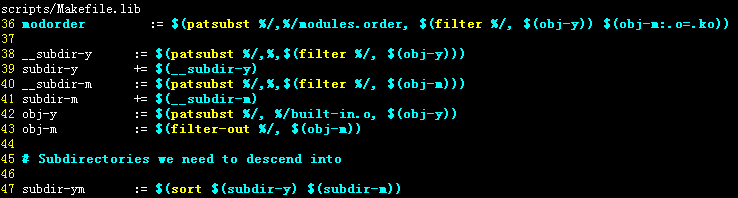 scripts/Makefile.lib
36 modorder := $(patsubst %/,%/modules.order, $(filter %/, $(obj-y)) $(obj-m:.o=.ko))
37
38 __subdir-y := $(patsubst %/,%,$(filter %/, $(obj-y)))
39 subdir-y += $(__subdir-y)
40 __subdir-m := $(patsubst %/,%,$(filter %/, $(obj-m)))
41 subdir-m += $(__subdir-m)
42 obj-y := $(patsubst %/, %/built-in.o, $(obj-y))
43 obj-m := $(filter-out %/, $(obj-m))
44
45 # Subdirectories we need to descend into
46
47 subdir-ym := $(sort $(subdir-y) $(subdir-m))